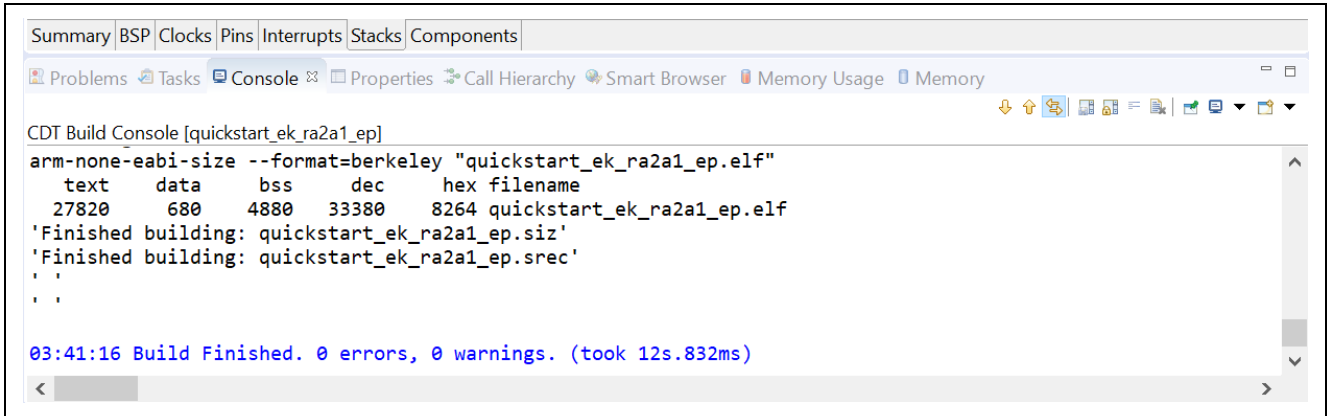 Summary BSP Clocks Pins Interrupts Stacks Components
Problems Tasks Console Properties Call Hierarchy Smart Browser Memory Usage Memory
CDT Build Console [quickstart_ek_ra2a1_ep]
arm-none-eabi-size --format=berkeley "quickstart_ek_ra2a1_ep.elf"
   text    data     bss     dec     hex filename
  27820     680    4880   33380    8264 quickstart_ek_ra2a1_ep.elf
'Finished building: quickstart_ek_ra2a1_ep.siz'
'Finished building: quickstart_ek_ra2a1_ep.srec'
' '
' '
03:41:16 Build Finished. 0 errors, 0 warnings. (took 12s.832ms)